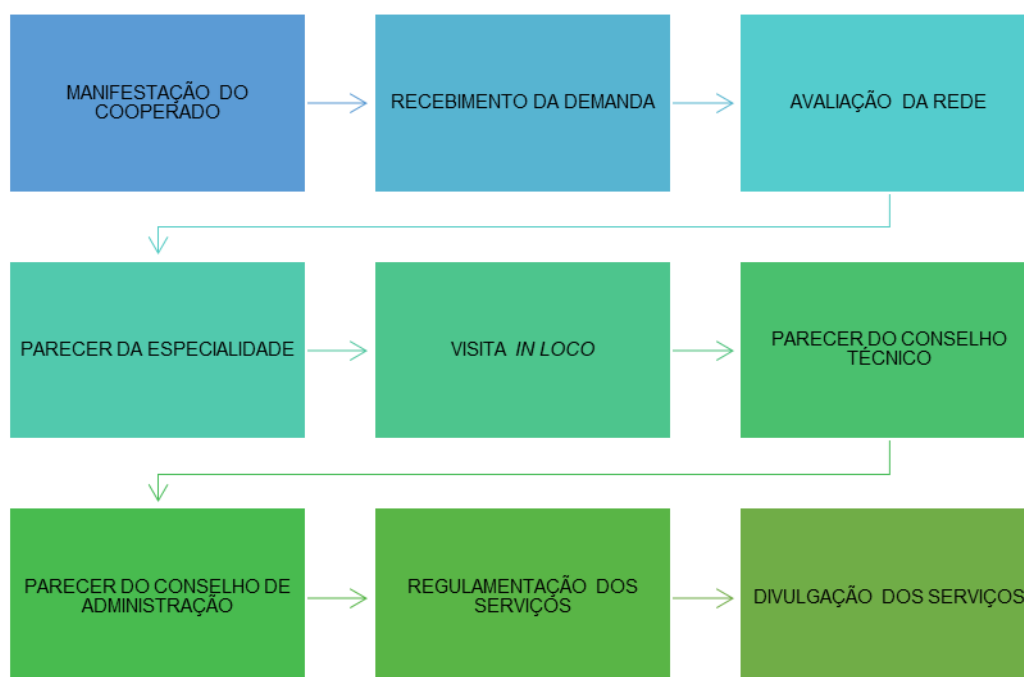 MANIFESTAÇÃO DO
COOPERADO
RECEBIMENTO DA DEMANDA
AVALIAÇÃO DA REDE
PARECER DA ESPECIALIDADE
VISITA IN LOCO
PARECER DO CONSELHO
TÉCNICO
PARECER DO CONSELHO DE
ADMINISTRAÇÃO
REGULAMENTAÇÃO DOS
SERVIÇOS
DIVULGAÇÃO DOS SERVIÇOS